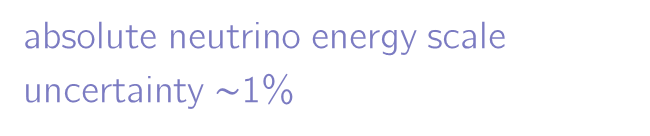 absolute neutrino energy scale
uncertainty ~1%